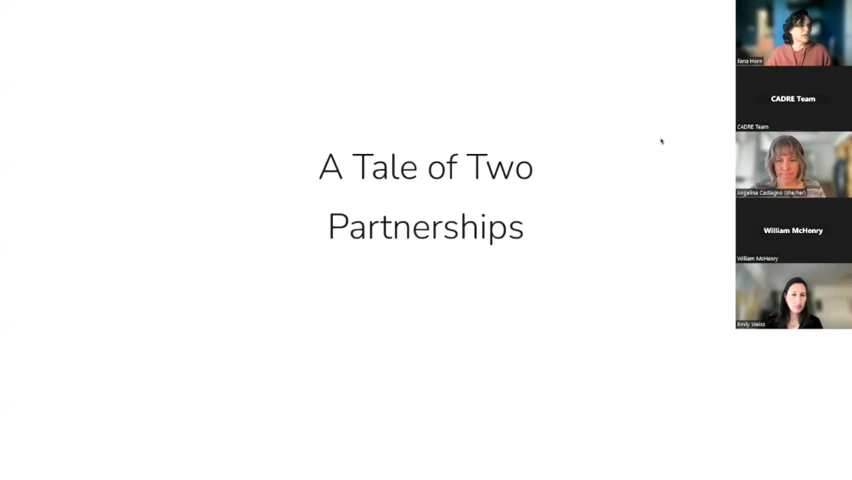 A Tale of Two
Partnerships
Ilana Horn
CADRE Team
CADRE Team
Angelina Castagno (she/her)
William McHenry
William McHenry
Emily Weiss